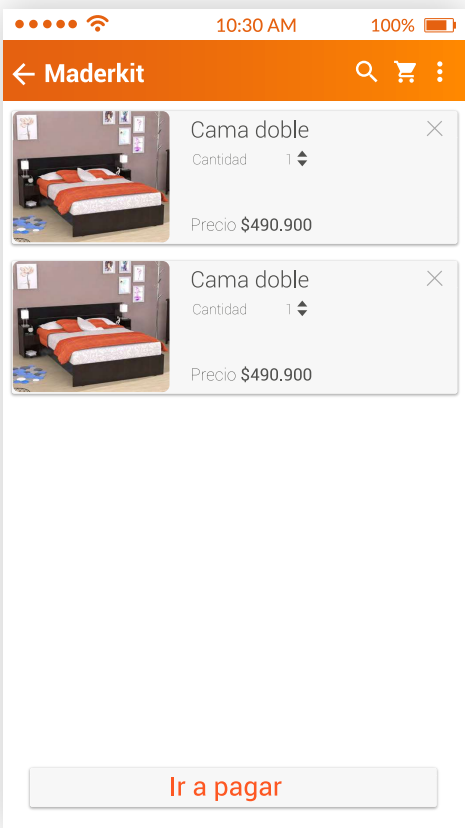 10:30 AM 100%
Maderkit
Cama doble
Cantidad 1
Precio $490.900
Cama doble
Cantidad 1
Precio $490.900
Ir a pagar